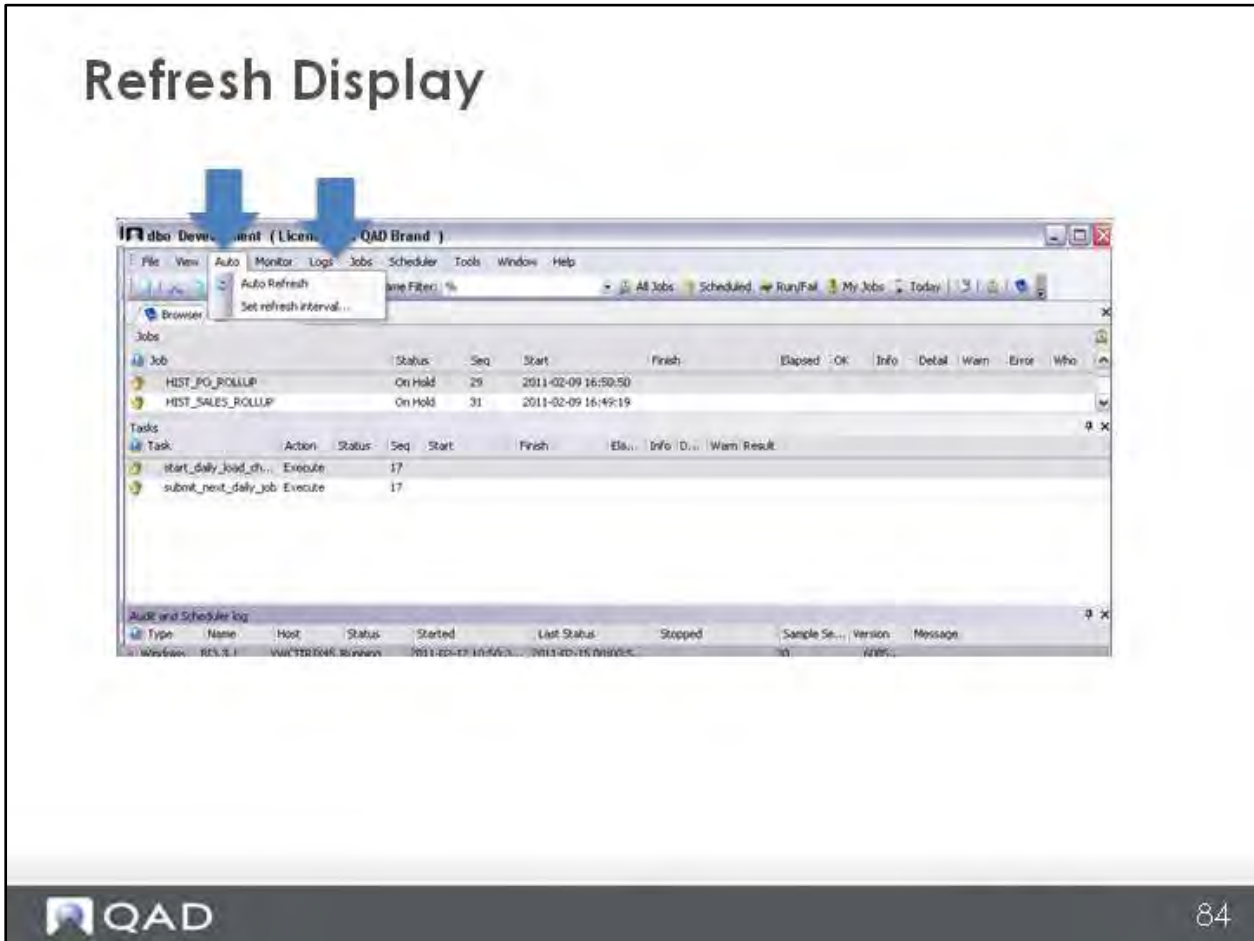 Refresh Display
dbo Development ( Licen QAD Brand )
File View Auto Monitor Logs Jobs Scheduler Tools Window Help
Auto Refresh
Set refresh interval...
ame Filter: % All Jobs Scheduled Run/Fail My Jobs Today
Browser
Jobs
Job Status Seq Start Finish Elapsed OK Info Detail Warn Error Who
HIST_PO_ROLLUP On Hold 29 2011-02-09 16:50:50
HIST_SALES_ROLLUP On Hold 31 2011-02-09 16:49:19
Tasks
Task Action Status Seq Start Finish Ela... Info D... Warn Result
start_daily_load_ch... Execute 17
submit_next_daily_job Execute 17
Audit and Scheduler log
Type Name Host Status Started Last Status Stopped Sample Se... Version Message
Windows Running
QAD
84